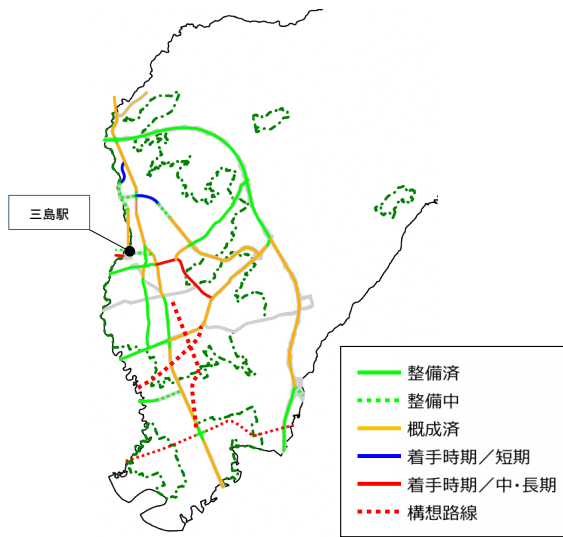 三島駅
整備済
整備中
概成済
着手時期／短期
着手時期／中・長期
構想路線